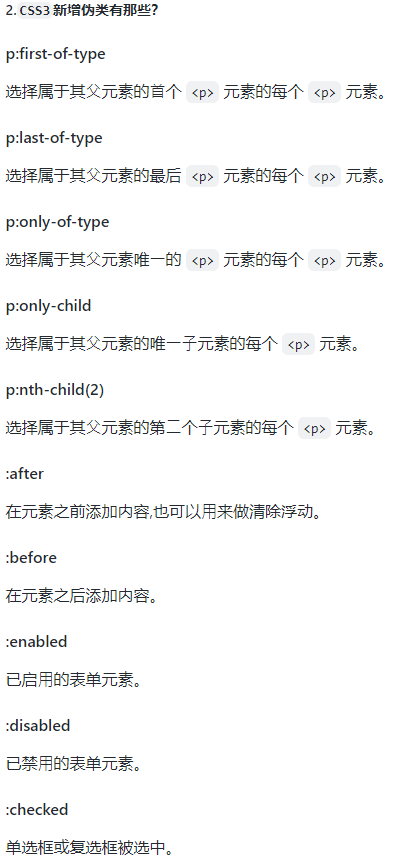 2.CSS3新增伪类有那些？
p:first-of-type
选择属于其父元素的首个 <p> 元素的每个 <p> 元素。
p:last-of-type
选择属于其父元素的最后 <p> 元素的每个 <p> 元素。
p:only-of-type
选择属于其父元素唯一的 <p> 元素的每个 <p> 元素。
p:only-child
选择属于其父元素的唯一子元素的每个 <p> 元素。
p:nth-child(2)
选择属于其父元素的第二个子元素的每个 <p> 元素。
:after
在元素之前添加内容,也可以用来做清除浮动。
:before
在元素之后添加内容。
:enabled
已启用的表单元素。
:disabled
已禁用的表单元素。
:checked
单选框或复选框被选中。